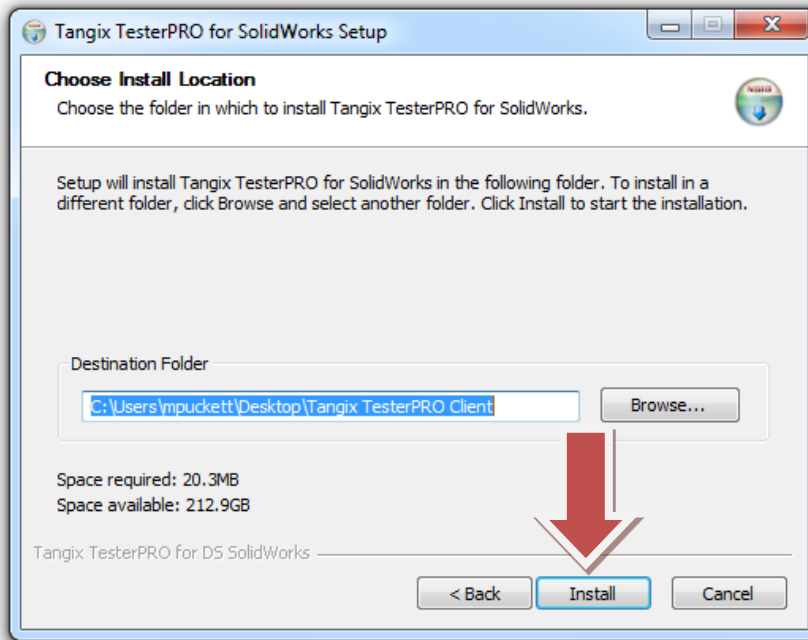 Tangix TesterPRO for SolidWorks Setup
Choose Install Location
Choose the folder in which to install Tangix TesterPRO for SolidWorks.
Setup will install Tangix TesterPRO for SolidWorks in the following folder. To install in a
different folder, click Browse and select another folder. Click Install to start the installation.
Destination Folder
C:\Users\mpuckett\Desktop\Tangix TesterPRO Client
Browse...
Space required: 20.3MB
Space available: 212.9GB
Tangix TesterPRO for DS SolidWorks
< Back
Install
Cancel